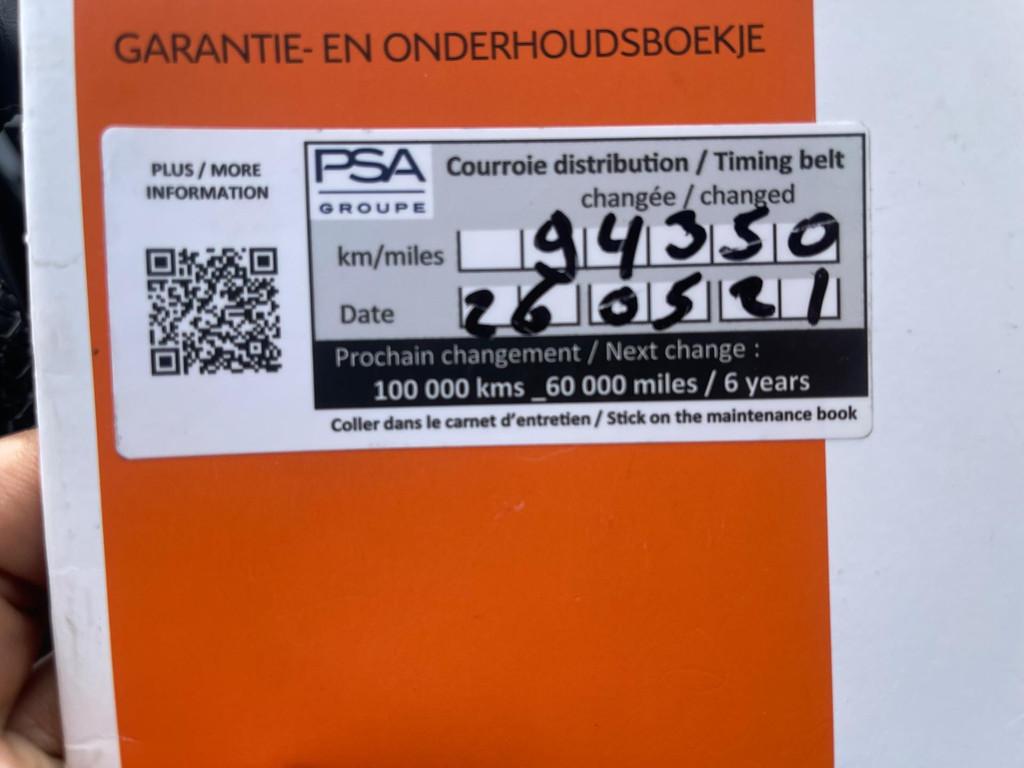 GARANTIE- EN ONDERHOUDSBOEKJE
PLUS / MORE
INFORMATION
PSA
GROUPE
Courroie distribution / Timing belt
changée / changed
km/miles 94350
Date 26 05 21
Prochain changement / Next change :
100 000 kms _60 000 miles / 6 years
Coller dans le carnet d'entretien / Stick on the maintenance book